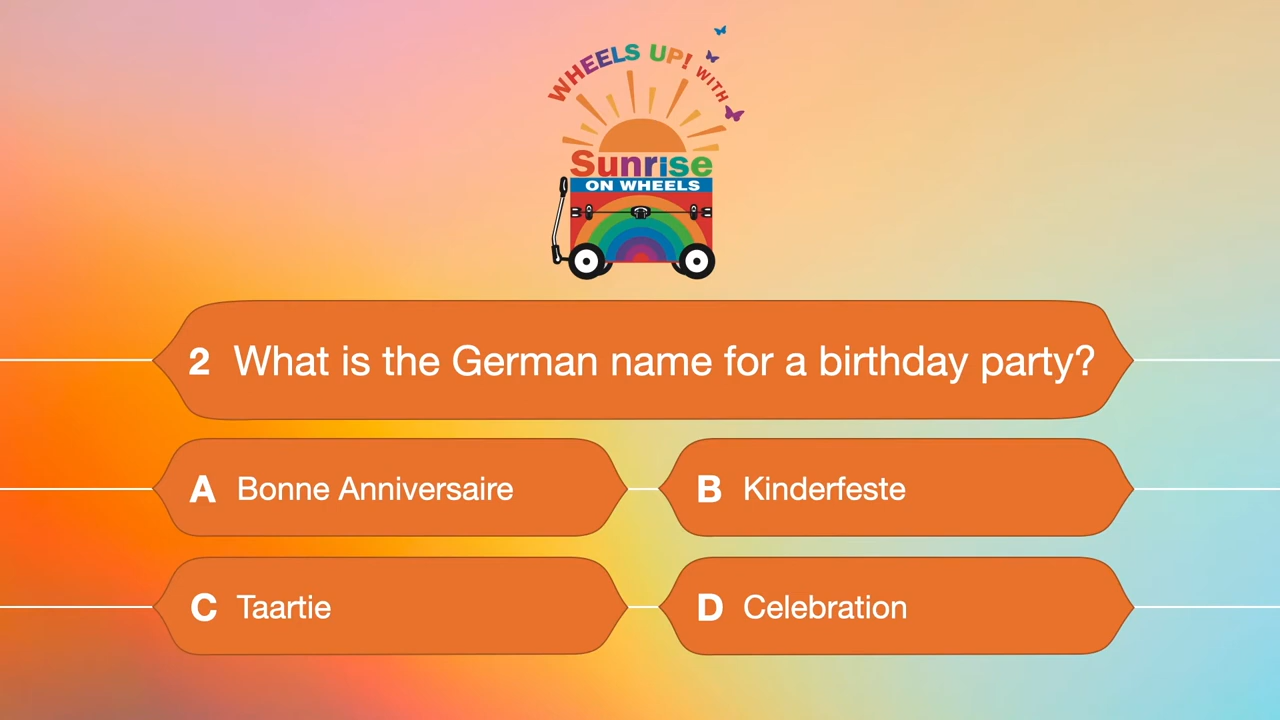 WHEELS UP! WITH
Sunrise
ON WHEELS
2 What is the German name for a birthday party?
A Bonne Anniversaire
B Kinderfeste
C Taartie
D Celebration